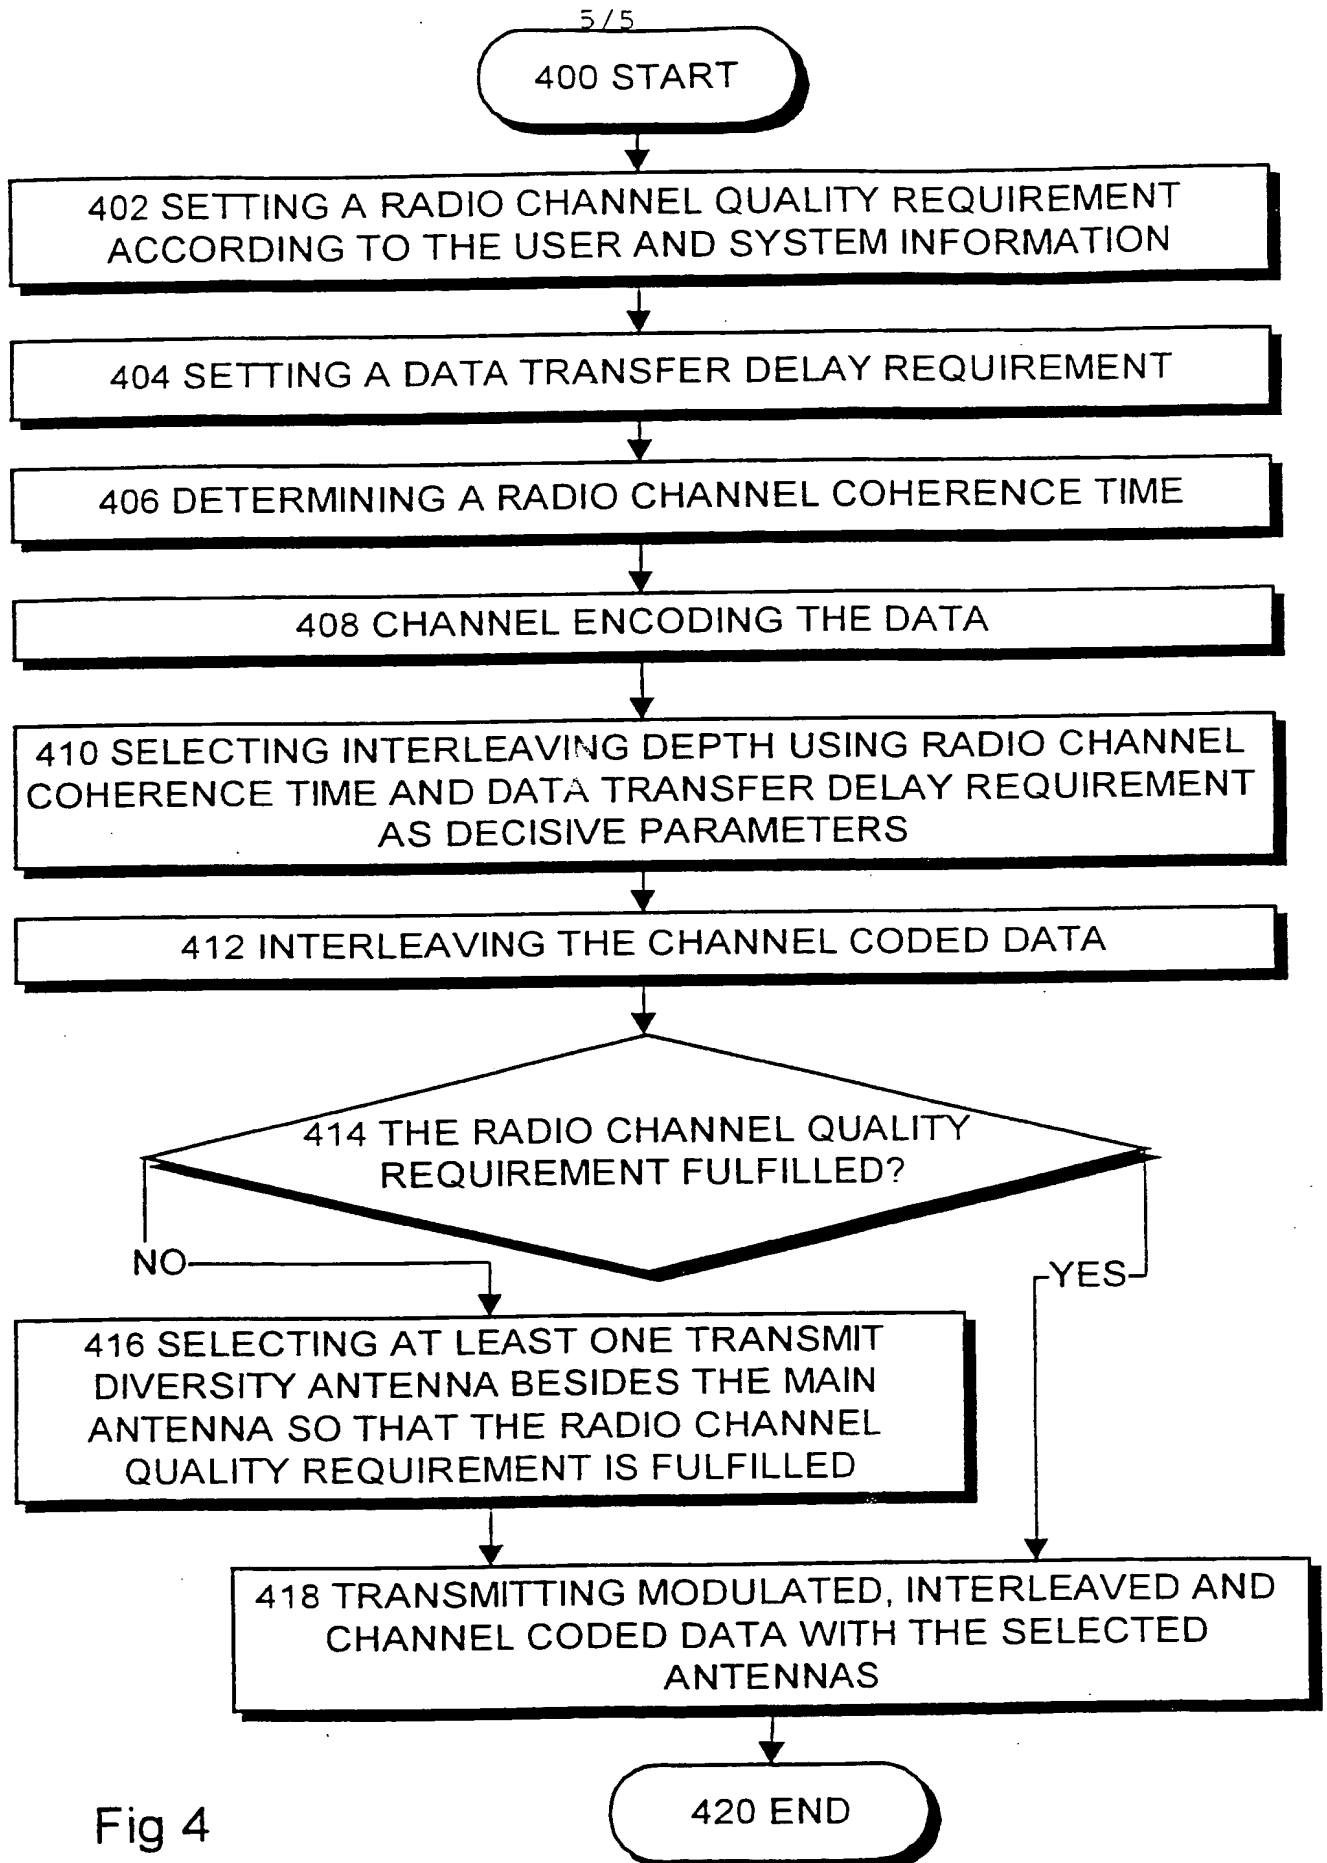 5/5
400 START
402 SETTING A RADIO CHANNEL QUALITY REQUIREMENT
ACCORDING TO THE USER AND SYSTEM INFORMATION
404 SETTING A DATA TRANSFER DELAY REQUIREMENT
406 DETERMINING A RADIO CHANNEL COHERENCE TIME
408 CHANNEL ENCODING THE DATA
410 SELECTING INTERLEAVING DEPTH USING RADIO CHANNEL
COHERENCE TIME AND DATA TRANSFER DELAY REQUIREMENT
AS DECISIVE PARAMETERS
412 INTERLEAVING THE CHANNEL CODED DATA
414 THE RADIO CHANNEL QUALITY
REQUIREMENT FULFILLED?
NO
YES
416 SELECTING AT LEAST ONE TRANSMIT
DIVERSITY ANTENNA BESIDES THE MAIN
ANTENNA SO THAT THE RADIO CHANNEL
QUALITY REQUIREMENT IS FULFILLED
418 TRANSMITTING MODULATED, INTERLEAVED AND
CHANNEL CODED DATA WITH THE SELECTED
ANTENNAS
420 END
Fig 4